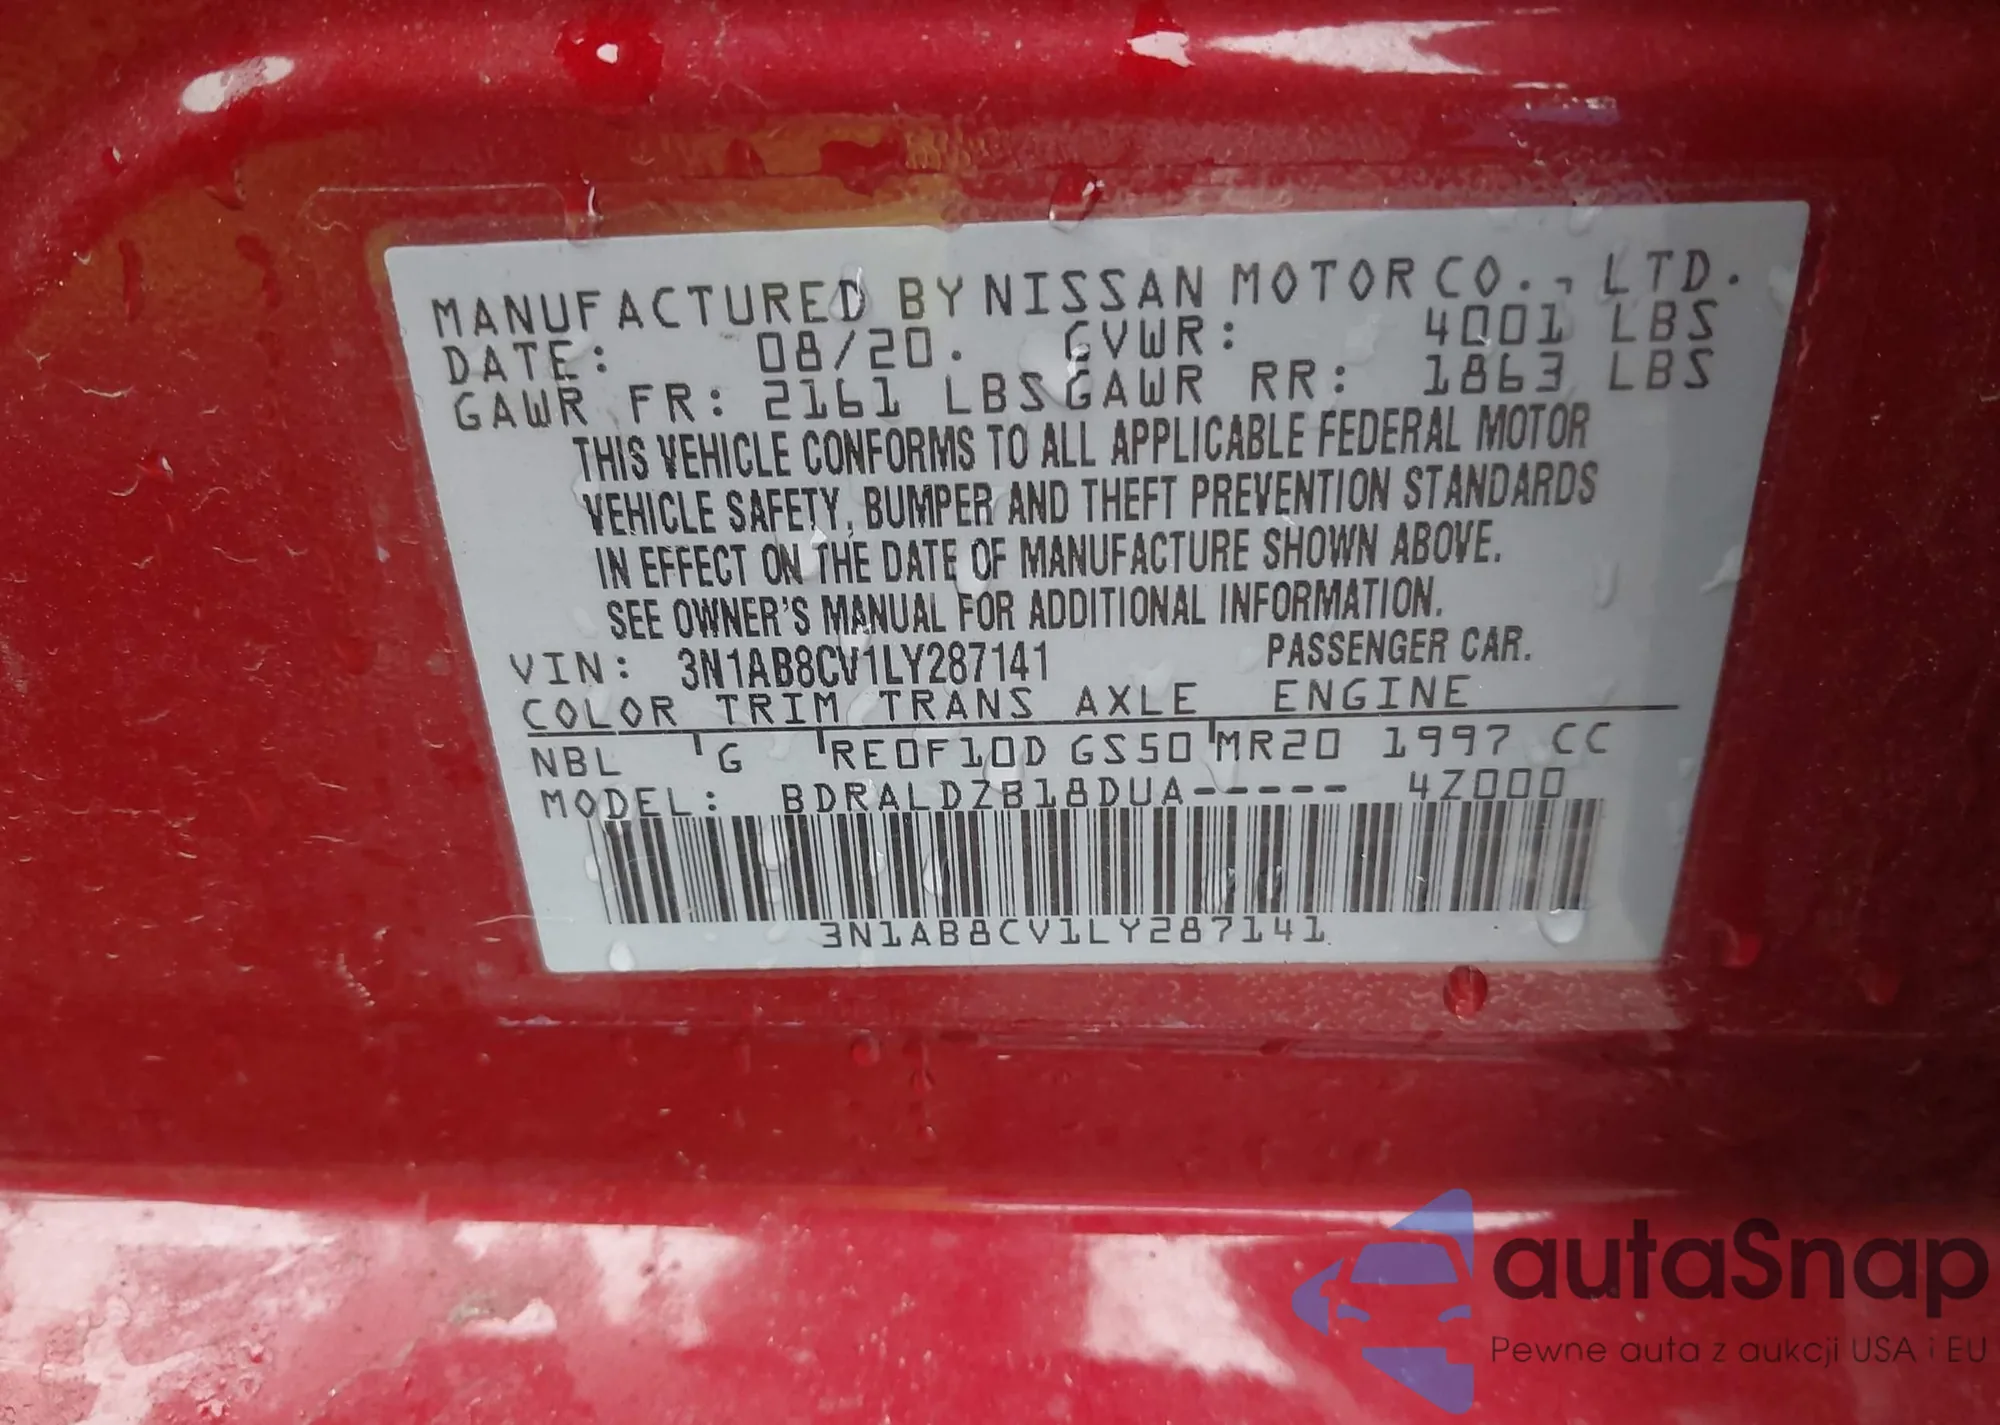 MANUFACTURED BY NISSAN MOTOR CO., LTD.
DATE: 08/20. GVWR: 4001 LBS
GAWR FR: 2161 LBS GAWR RR: 1863 LBS
THIS VEHICLE CONFORMS TO ALL APPLICABLE FEDERAL MOTOR
VEHICLE SAFETY, BUMPER AND THEFT PREVENTION STANDARDS
IN EFFECT ON THE DATE OF MANUFACTURE SHOWN ABOVE.
SEE OWNER'S MANUAL FOR ADDITIONAL INFORMATION.
VIN: 3N1AB8CV1LY287141 PASSENGER CAR.
COLOR TRIM TRANS AXLE ENGINE
NBL G RE0F10D GS50 MR20 1997 CC
MODEL: BDRALDZB18DUA----- 4Z000
3N1AB8CV1LY287141
autaSnap
Pewne auta z aukcji USA i EU